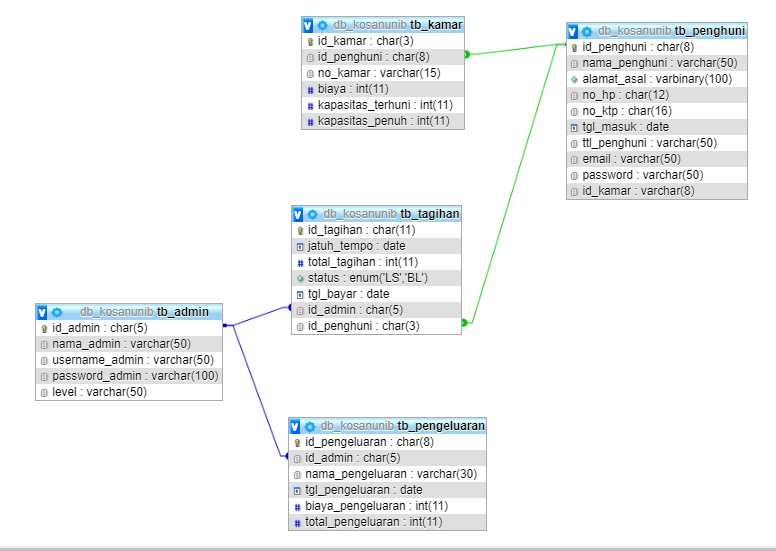 db_kosanunib tb_kamar
id_kamar : char(3)
id_penghuni : char(8)
no_kamar : varchar(15)
biaya : int(11)
kapasitas_terhuni : int(11)
kapasitas_penuh : int(11)
db_kosanunib tb_penghuni
id_penghuni : char(8)
nama_penghuni : varchar(50)
alamat_asal : varbinary(100)
no_hp : char(12)
no_ktp : char(16)
tgl_masuk : date
ttl_penghuni : varchar(50)
email : varchar(50)
password : varchar(50)
id_kamar : varchar(8)
db_kosanunib tb_tagihan
id_tagihan : char(11)
jatuh_tempo : date
total_tagihan : int(11)
status : enum('LS','BL')
tgl_bayar : date
id_admin : char(5)
id_penghuni : char(3)
db_kosanunib tb_admin
id_admin : char(5)
nama_admin : varchar(50)
username_admin : varchar(50)
password_admin : varchar(100)
level : varchar(50)
db_kosanunib tb_pengeluaran
id_pengeluaran : char(8)
id_admin : char(5)
nama_pengeluaran : varchar(30)
tgl_pengeluaran : date
biaya_pengeluaran : int(11)
total_pengeluaran : int(11)